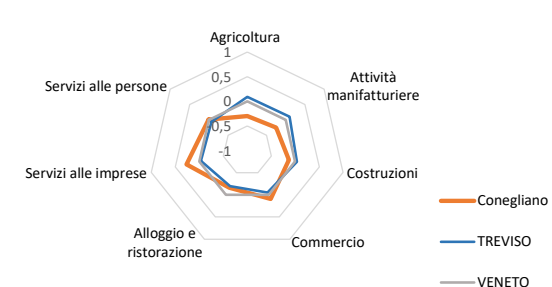 Agricoltura
1
0,5
0
-0,5
-1
Attività
manifatturiere
Costruzioni
Commercio
Alloggio e
ristorazione
Servizi alle imprese
Servizi alle persone
Conegliano
TREVISO
VENETO